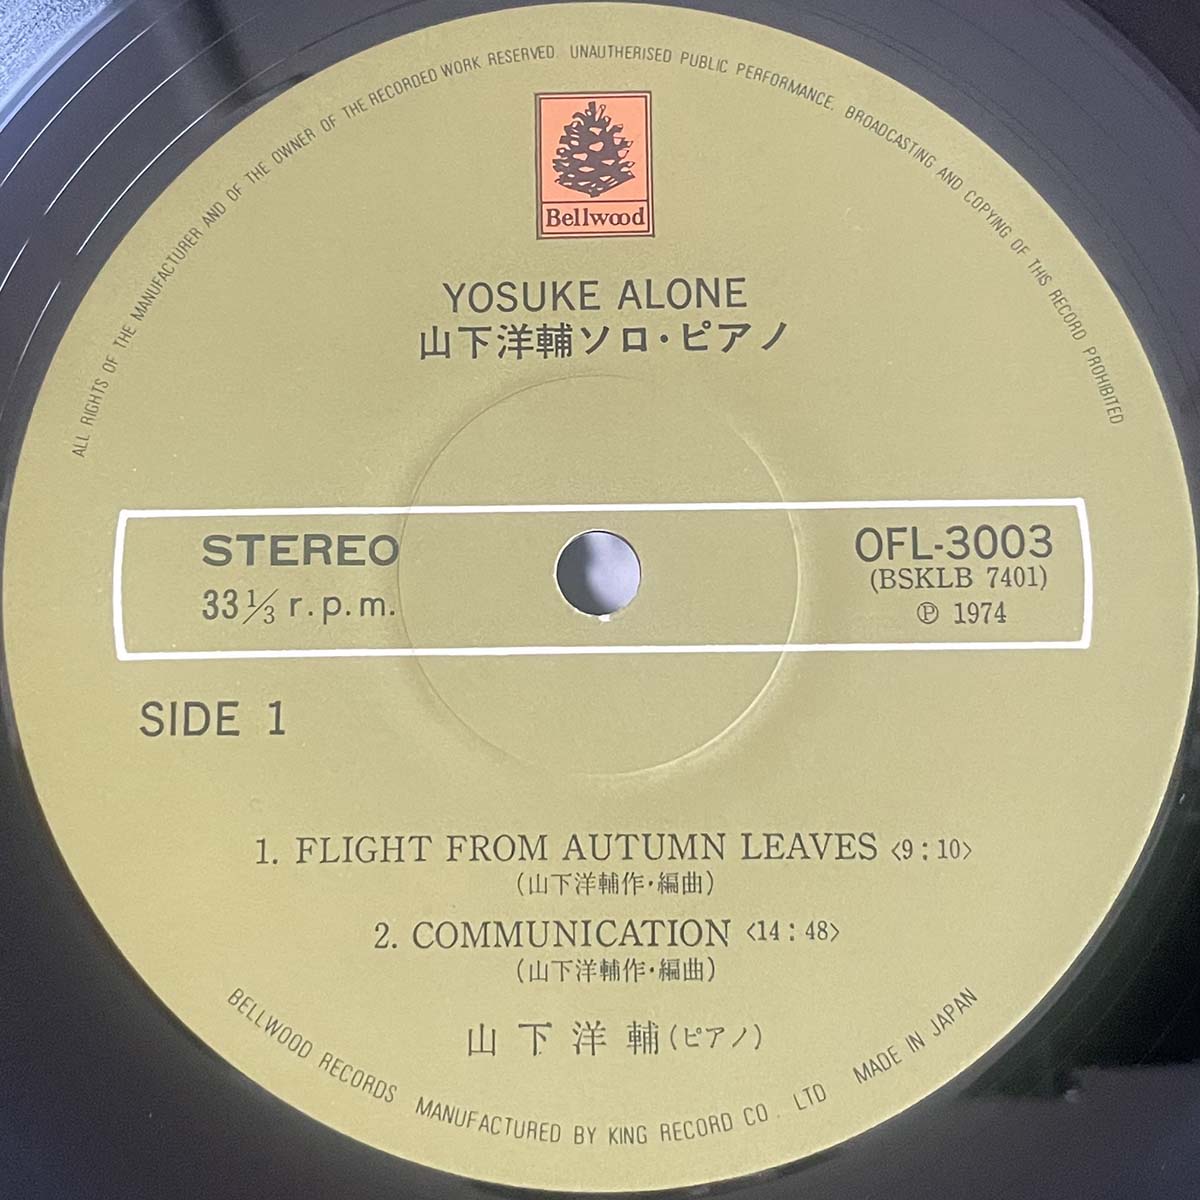 ALL RIGHTS OF THE MANUFACTURER AND OF THE OWNER OF THE RECORDED WORK RESERVED. UNAUTHORISED PUBLIC PERFORMANCE, BROADCASTING AND COPYING OF THIS RECORD PROHIBITED
Bellwood
YOSUKE ALONE
山下洋輔ソロ・ピアノ
STEREO
33 1/3 r.p.m.
OFL-3003
(BSKLB 7401)
℗ 1974
SIDE 1
1. FLIGHT FROM AUTUMN LEAVES <9:10>
(山下洋輔作・編曲)
2. COMMUNICATION <14:48>
(山下洋輔作・編曲)
山下洋輔(ピアノ)
BELLWOOD RECORDS MANUFACTURED BY KING RECORD CO. LTD MADE IN JAPAN